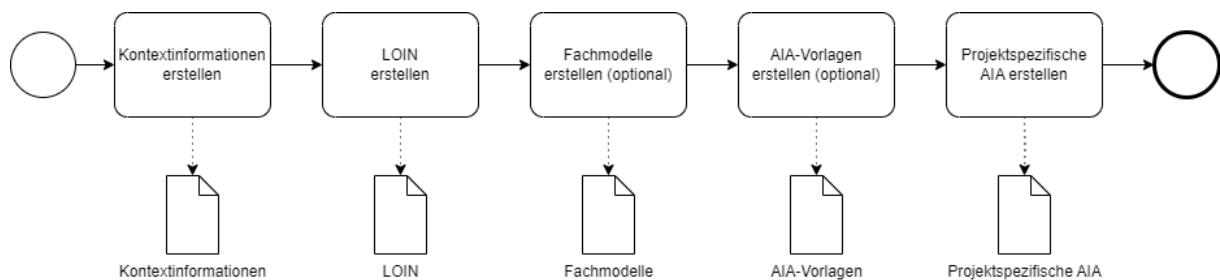 Kontextinformationen
erstellen
LOIN
erstellen
Fachmodelle
erstellen (optional)
AIA-Vorlagen
erstellen (optional)
Projektspezifische
AIA erstellen
Kontextinformationen
LOIN
Fachmodelle
AIA-Vorlagen
Projektspezifische AIA